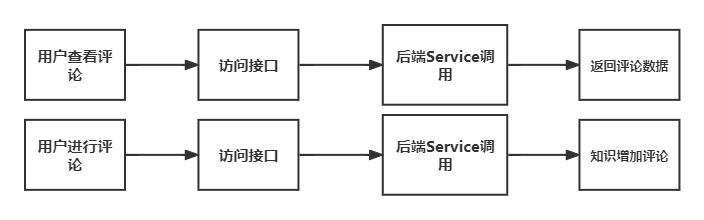 用户查看评
论
访问接口
后端Service调
用
返回评论数据
用户进行评
论
访问接口
后端Service调
用
知识增加评论